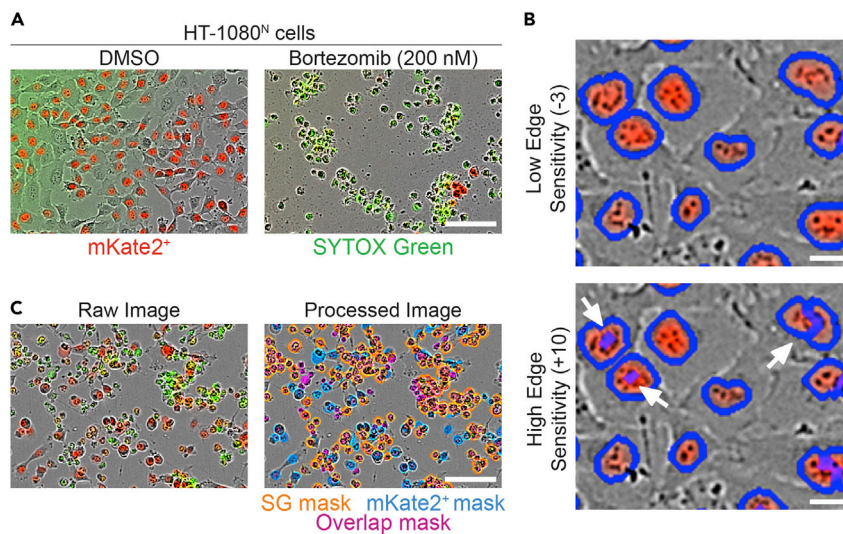 A
HT-1080ᴺ cells
DMSO
Bortezomib (200 nM)
mKate2⁺
SYTOX Green
B
Low Edge
Sensitivity (-3)
High Edge
Sensitivity (+10)
C
Raw Image
Processed Image
SG mask
mKate2⁺ mask
Overlap mask